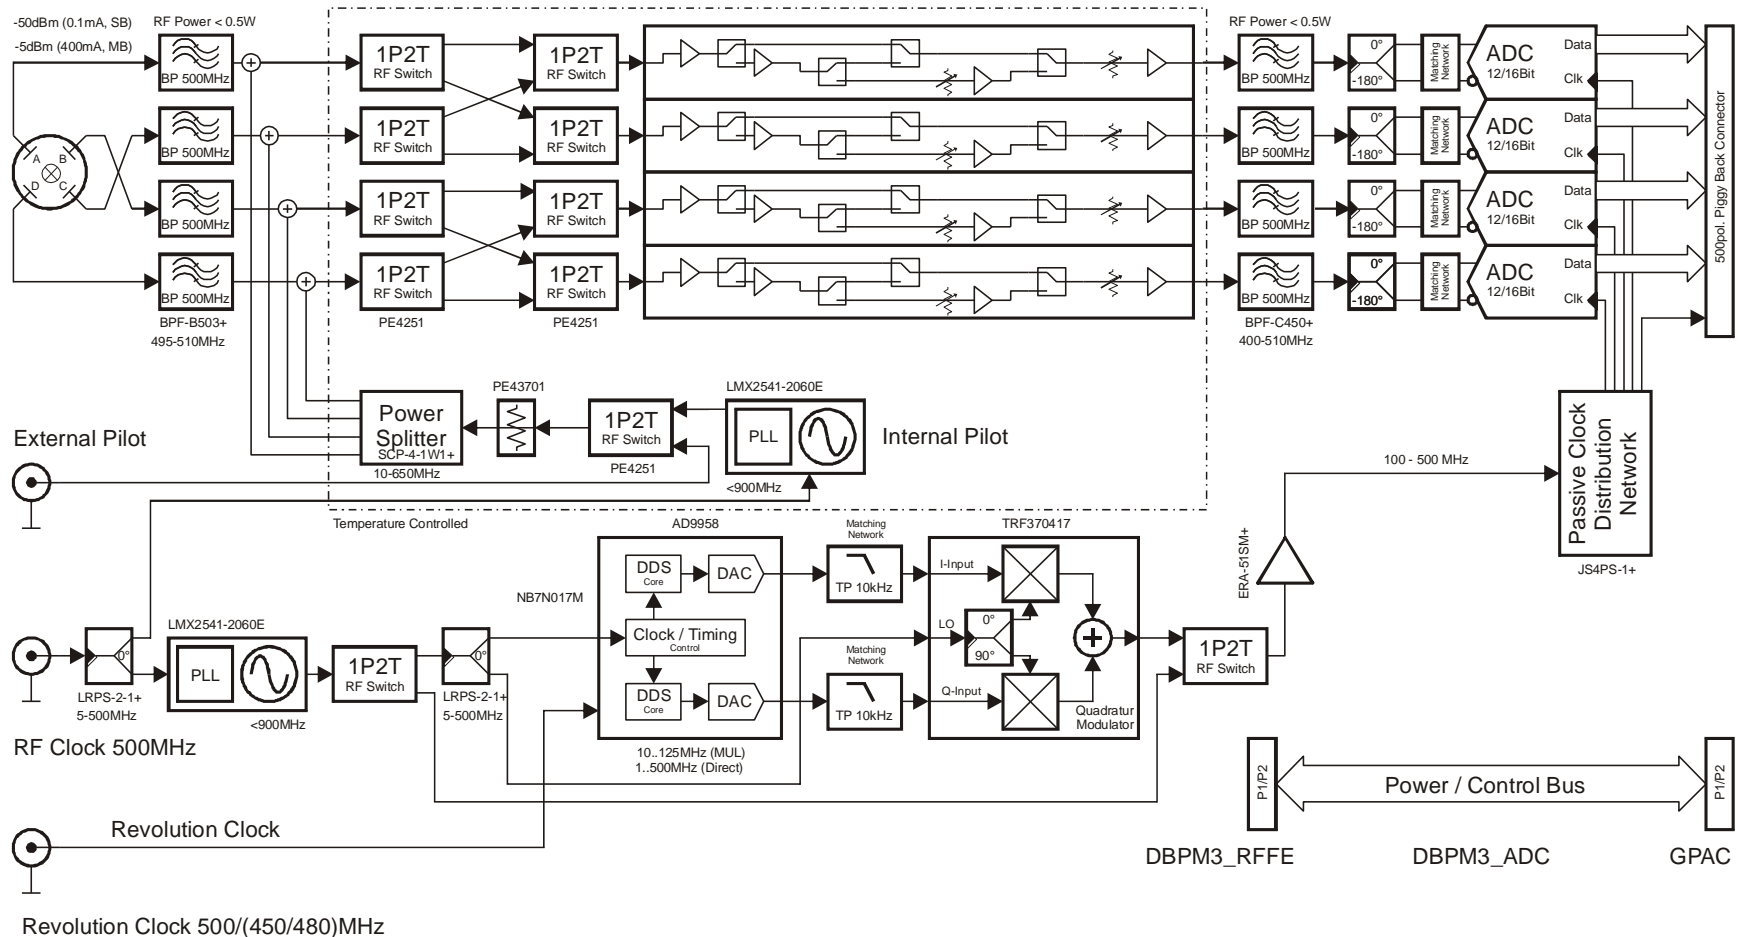 -50dBm (0.1mA, SB)
-5dBm (400mA, MB)
RF Power < 0.5W
BP 500MHz
BP 500MHz
BP 500MHz
BP 500MHz
BPF-B503+
495-510MHz
A
B
D
C
1P2T
RF Switch
1P2T
RF Switch
1P2T
RF Switch
1P2T
RF Switch
PE4251
1P2T
RF Switch
1P2T
RF Switch
1P2T
RF Switch
1P2T
RF Switch
PE4251
RF Power < 0.5W
BP 500MHz
BP 500MHz
BP 500MHz
BP 500MHz
BPF-C450+
400-510MHz
0°
-180°
0°
-180°
0°
-180°
0°
-180°
Matching
Network
Matching
Network
Matching
Network
Matching
Network
ADC
12/16Bit
Data
Clk
ADC
12/16Bit
Data
Clk
ADC
12/16Bit
Data
Clk
ADC
12/16Bit
Data
Clk
500pol. Piggy Back Connector
External Pilot
Power
Splitter
SCP-4-1W1+
10-650MHz
PE43701
1P2T
RF Switch
PE4251
LMX2541-2060E
PLL
<900MHz
Internal Pilot
Temperature Controlled
100 - 500 MHz
Passive Clock
Distribution
Network
JS4PS-1+
ERA-51SM+
RF Clock 500MHz
0°
LRPS-2-1+
5-500MHz
LMX2541-2060E
PLL
<900MHz
1P2T
RF Switch
0°
LRPS-2-1+
5-500MHz
NB7N017M
AD9958
DDS
Core
DAC
Clock / Timing
Control
DDS
Core
DAC
10..125MHz (MUL)
1..500MHz (Direct)
Matching
Network
TP 10kHz
Matching
Network
TP 10kHz
TRF370417
I-Input
LO
0°
90°
Q-Input
Quadratur
Modulator
1P2T
RF Switch
Revolution Clock
Revolution Clock 500/(450/480)MHz
P1/P2
Power / Control Bus
P1/P2
DBPM3_RFFE
DBPM3_ADC
GPAC